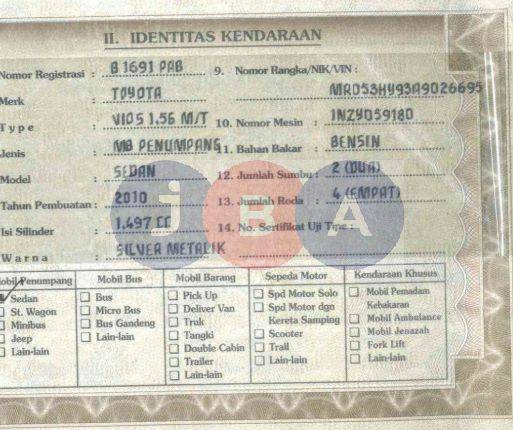 II. IDENTITAS KENDARAAN
Nomor Registrasi : B 1691 PAB
Merk : TOYOTA
Type : VIOS 1,5G M/T
Jenis : MB PENUMPANG
Model : SEDAN
Tahun Pembuatan : 2010
Isi Silinder : 1.497 CC
Warna : SILVER METALIK
9. Nomor Rangka/NIK/VIN :
MR053HY93A9026695
10. Nomor Mesin : 1NZY059180
11. Bahan Bakar : BENSIN
12. Jumlah Sumbu : 2 (DUA)
13. Jumlah Roda : 4 (EMPAT)
14. No. Sertifikat Uji Tipe :
JBA
Mobil Penumpang
Sedan
St. Wagon
Minibus
Jeep
Lain-lain
Mobil Bus
Bus
Micro Bus
Bus Gandeng
Lain-lain
Mobil Barang
Pick Up
Deliver Van
Truk
Tangki
Double Cabin
Trailer
Lain-lain
Sepeda Motor
Spd Motor Solo
Spd Motor dgn
Kereta Samping
Scooter
Trail
Lain-lain
Kendaraan Khusus
Mobil Pemadam
Kebakaran
Mobil Ambulance
Mobil Jenazah
Fork Lift
Lain-lain